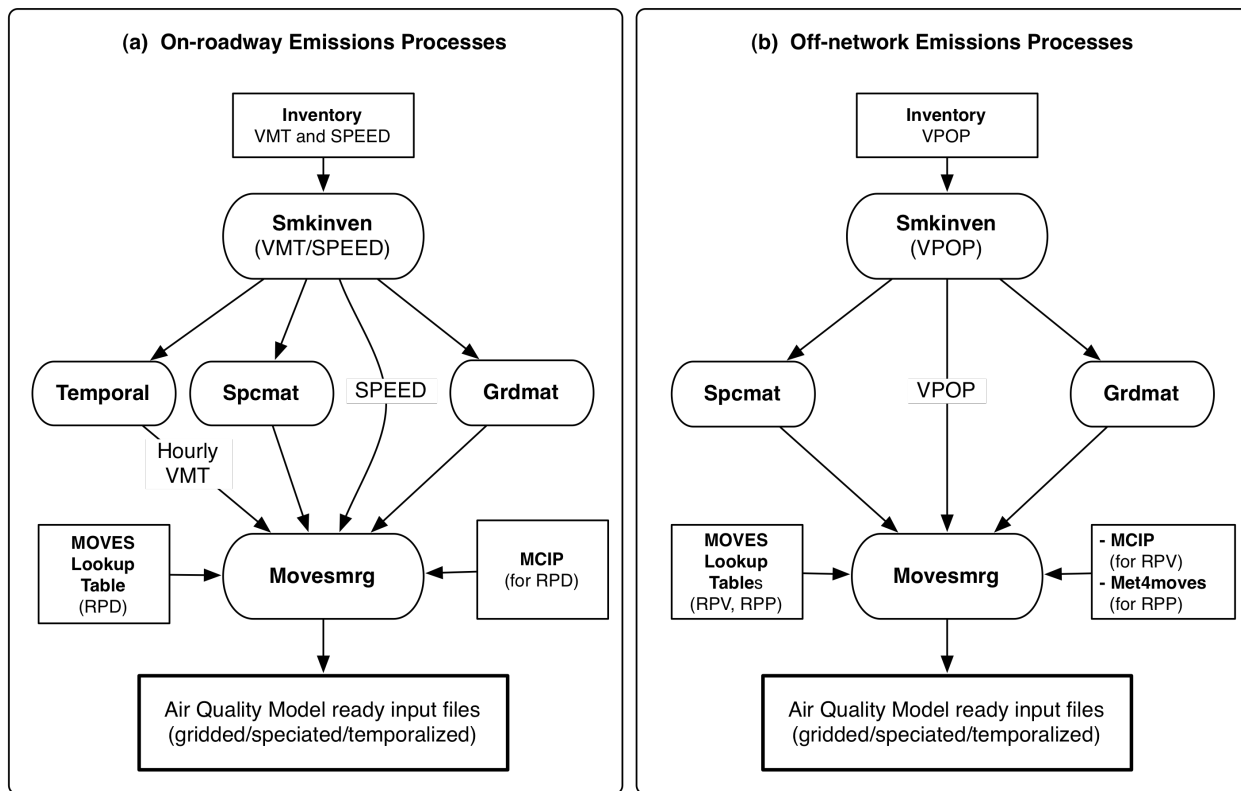 (a) On-roadway Emissions Processes
Inventory
VMT and SPEED
Smkinven
(VMT/SPEED)
Temporal
Spcmat
SPEED
Grdmat
Hourly
VMT
MOVES
Lookup
Table
(RPD)
Movesmrg
MCIP
(for RPD)
Air Quality Model ready input files
(gridded/speciated/temporalized)
(b) Off-network Emissions Processes
Inventory
VPOP
Smkinven
(VPOP)
Spcmat
VPOP
Grdmat
MOVES
Lookup
Tables
(RPV, RPP)
Movesmrg
- MCIP
(for RPV)
- Met4moves
(for RPP)
Air Quality Model ready input files
(gridded/speciated/temporalized)